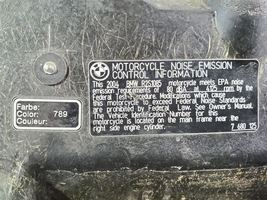 MOTORCYCLE NOISE EMISSION
CONTROL INFORMATION
This 2004 BMW motorcycle meets EPA noise
emission requirements of 80 dBA at 4125 rpm by
Federal Test Procedure. Modifications which cause
this motorcycle to exceed Federal Noise Standards
are prohibited by Federal Law. See Owner's Manual.
The Vehicle Identification Number for this
motorcycle is located on the main frame near the
right side engine cylinder.
7 680 125
Farbe:
Color: 789
Couleur: